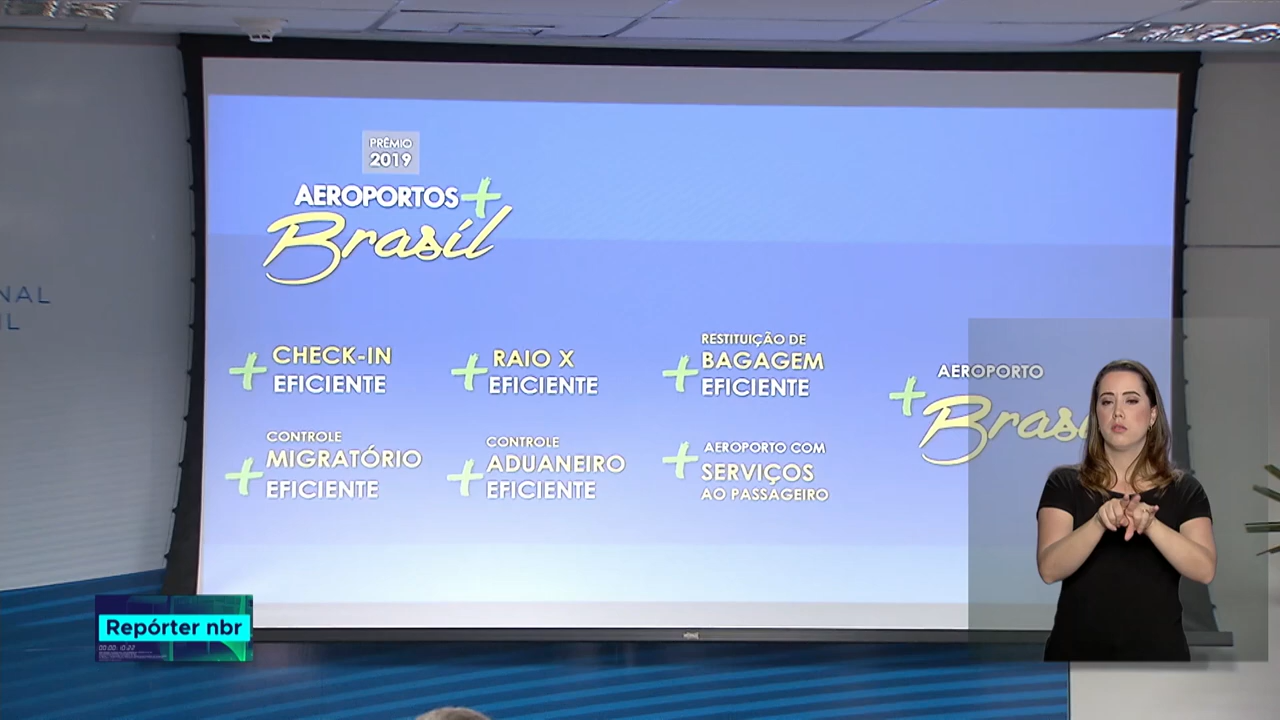 PRÊMIO
2019
AEROPORTOS+
Brasil
+ CHECK-IN
EFICIENTE
+ RAIO X
EFICIENTE
+ RESTITUIÇÃO DE
BAGAGEM
EFICIENTE
+ CONTROLE
MIGRATÓRIO
EFICIENTE
+ CONTROLE
ADUANEIRO
EFICIENTE
+ AEROPORTO COM
SERVIÇOS
AO PASSAGEIRO
+ AEROPORTO
NAL
IL
Repórter nbr